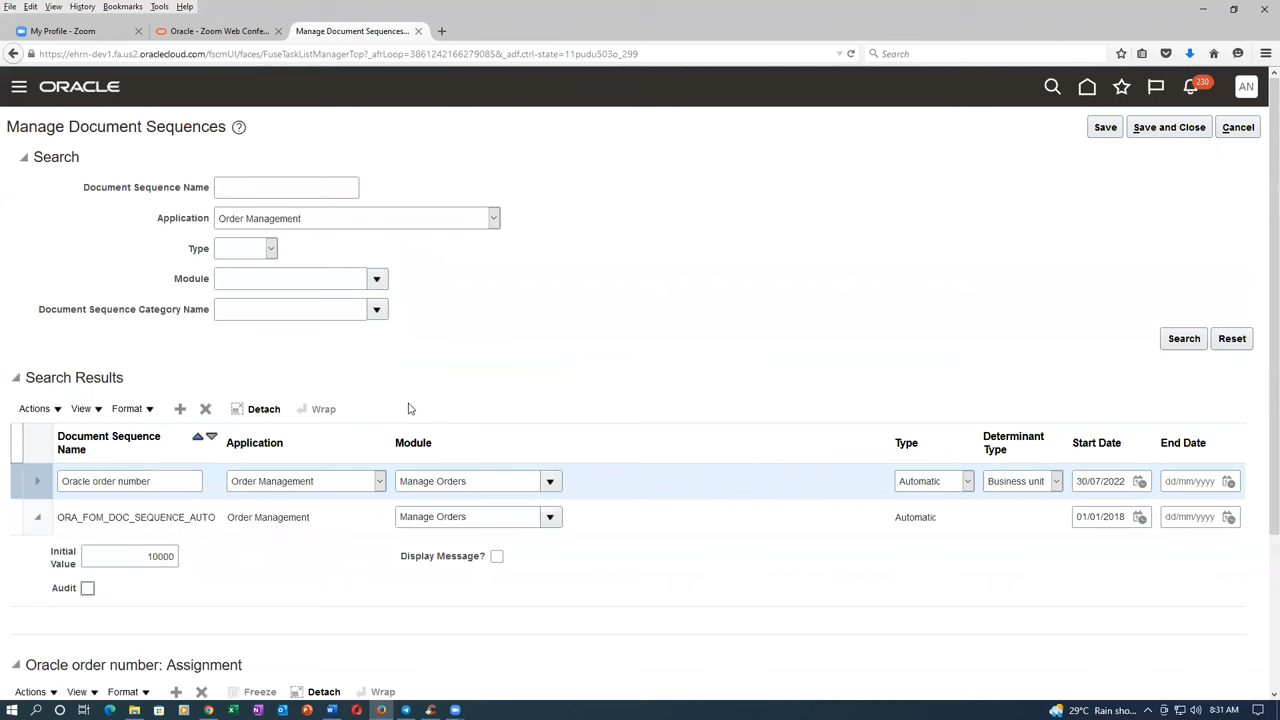 File Edit View History Bookmarks Tools Help
My Profile - Zoom
Oracle - Zoom Web Confe...
Manage Document Sequences...
https://ehrn-dev1.fa.us2.oraclecloud.com/fscmUI/faces/FuseTaskListManagerTop?_afrLoop=38612421662790858&_adf.ctrl-state=11pudu503o_299
Search
ORACLE
230
AN
Manage Document Sequences
Save
Save and Close
Cancel
Search
Document Sequence Name
Application Order Management
Type
Module
Document Sequence Category Name
Search
Reset
Search Results
Actions View Format Detach Wrap
Document Sequence Name
Application
Module
Type
Determinant Type
Start Date
End Date
Oracle order number Order Management Manage Orders Automatic Business unit 30/07/2022 dd/mm/yyyy
ORA_FOM_DOC_SEQUENCE_AUTO Order Management Manage Orders Automatic 01/01/2018 dd/mm/yyyy
Initial Value 10000
Display Message?
Audit
Oracle order number: Assignment
Actions View Format Freeze Detach Wrap
29°C Rain sho...
8:31 AM